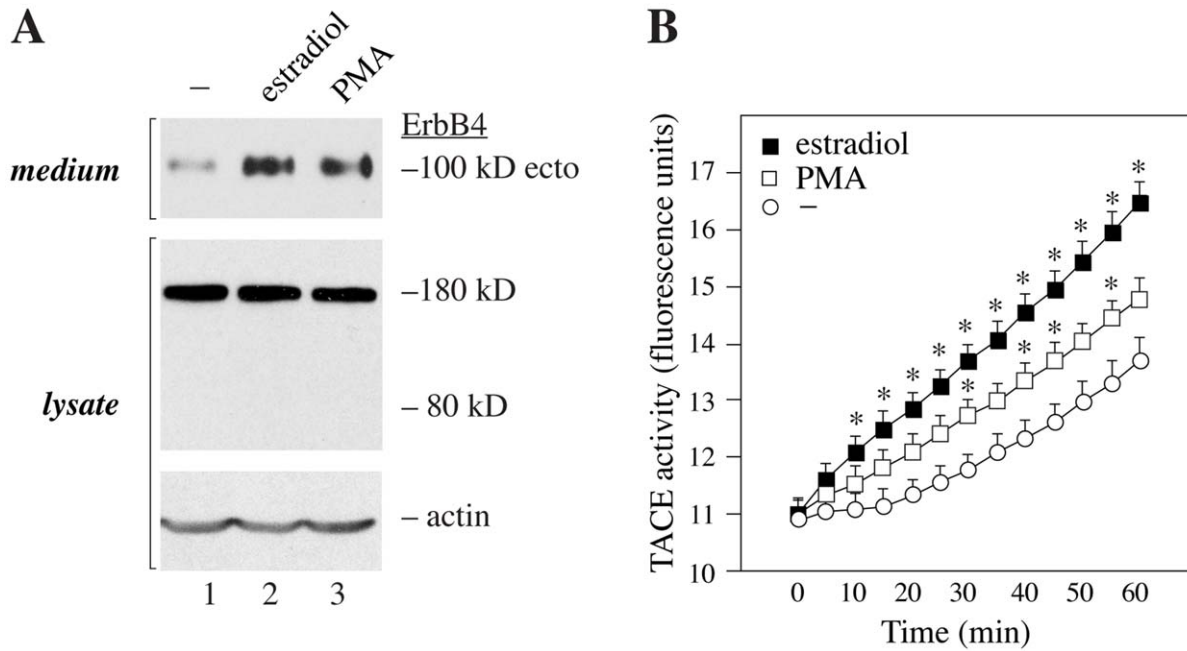 A
–
estradiol
PMA
ErbB4
medium
–100 kD ecto
–180 kD
lysate
– 80 kD
– actin
1 2 3
B
■ estradiol
□ PMA
○ –
TACE activity (fluorescence units)
17
16
15
14
13
12
11
10
* * * * * * * * * * *
* * * *
*
0 10 20 30 40 50 60
Time (min)